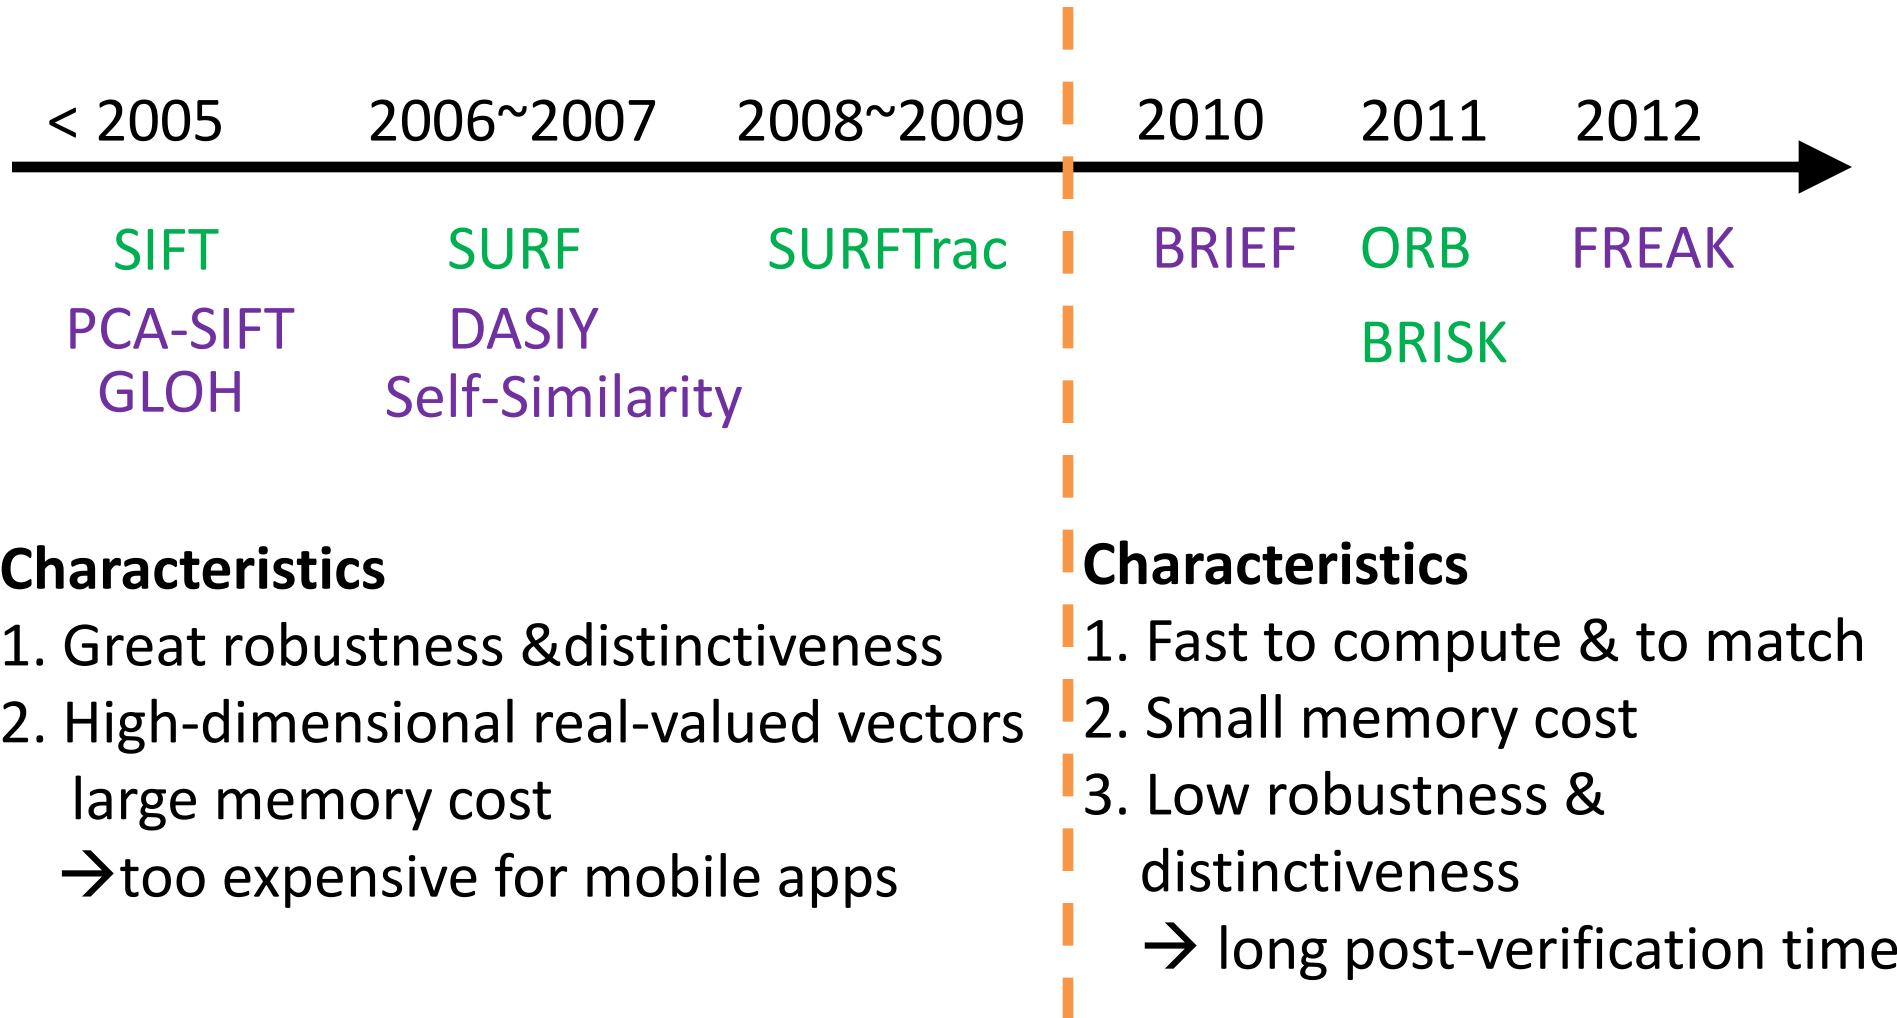 < 2005 2006~2007 2008~2009 2010 2011 2012
SIFT SURF SURFTrac BRIEF ORB FREAK
PCA-SIFT DASIY BRISK
GLOH Self-Similarity
Characteristics
1. Great robustness &distinctiveness
2. High-dimensional real-valued vectors
large memory cost
→too expensive for mobile apps
Characteristics
1. Fast to compute & to match
2. Small memory cost
3. Low robustness &
distinctiveness
→ long post-verification time